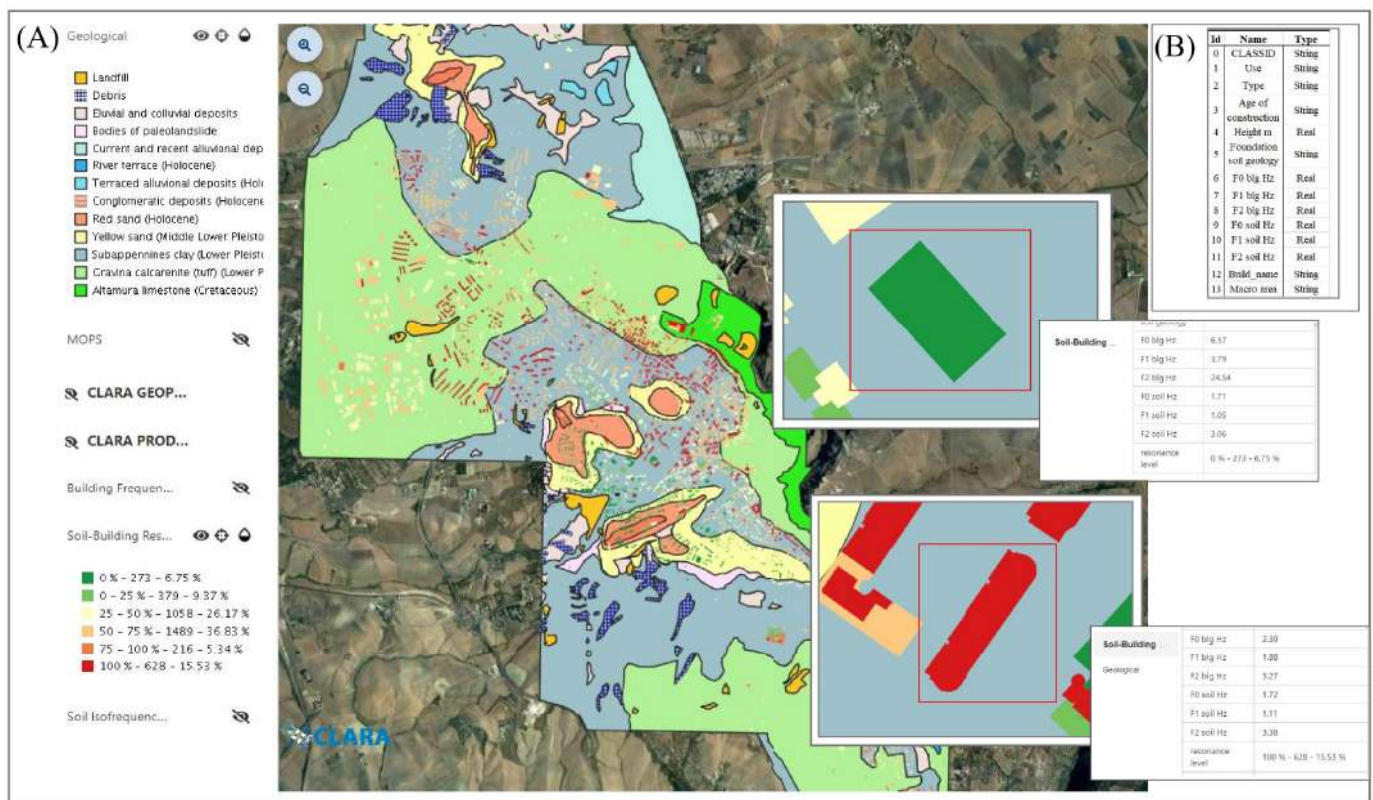 (A)
Geological
Landfill
Debris
Eluvial and colluvial deposits
Bodies of paleolandslide
Current and recent alluvional dep
River terrace (Holocene)
Terraced alluvional deposits (Hol
Conglomeratic deposits (Holocene
Red sand (Holocene)
Yellow sand (Middle Lower Pleisto
Subappennines clay (Lower Pleisto
Gravina calcarenite (tuff) (Lower P
Altamura limestone (Cretaceous)
MOPS
CLARA GEOP...
CLARA PROD...
Building Frequen...
Soil-Building Res...
0 % - 273 - 6.75 %
0 - 25 % - 379 - 9.37 %
25 - 50 % - 1058 - 26.17 %
50 - 75 % - 1489 - 36.83 %
75 - 100 % - 216 - 5.34 %
100 % - 628 - 15.53 %
Soil Isofrequenc...
CLARA
(B)
Id Name Type
0 CLASSID String
1 Use String
2 Type String
3 Age of construction String
4 Height m Real
5 Foundation soil geology String
6 F0 blg Hz Real
7 F1 blg Hz Real
8 F2 blg Hz Real
9 F0 soil Hz Real
10 F1 soil Hz Real
11 F2 soil Hz Real
12 Build_name String
13 Macro area String
Soil-Building ...
F0 blg Hz 6.37
F1 blg Hz 3.79
F2 blg Hz 24.54
F0 soil Hz 1.71
F1 soil Hz 1.05
F2 soil Hz 3.06
resonance level 0 % - 273 - 6.75 %
Soil-Building ...
Geological
F0 blg Hz 2.39
F1 blg Hz 1.88
F2 blg Hz 3.27
F0 soil Hz 1.72
F1 soil Hz 1.11
F2 soil Hz 3.38
resonance level 100 % - 628 - 15.53 %